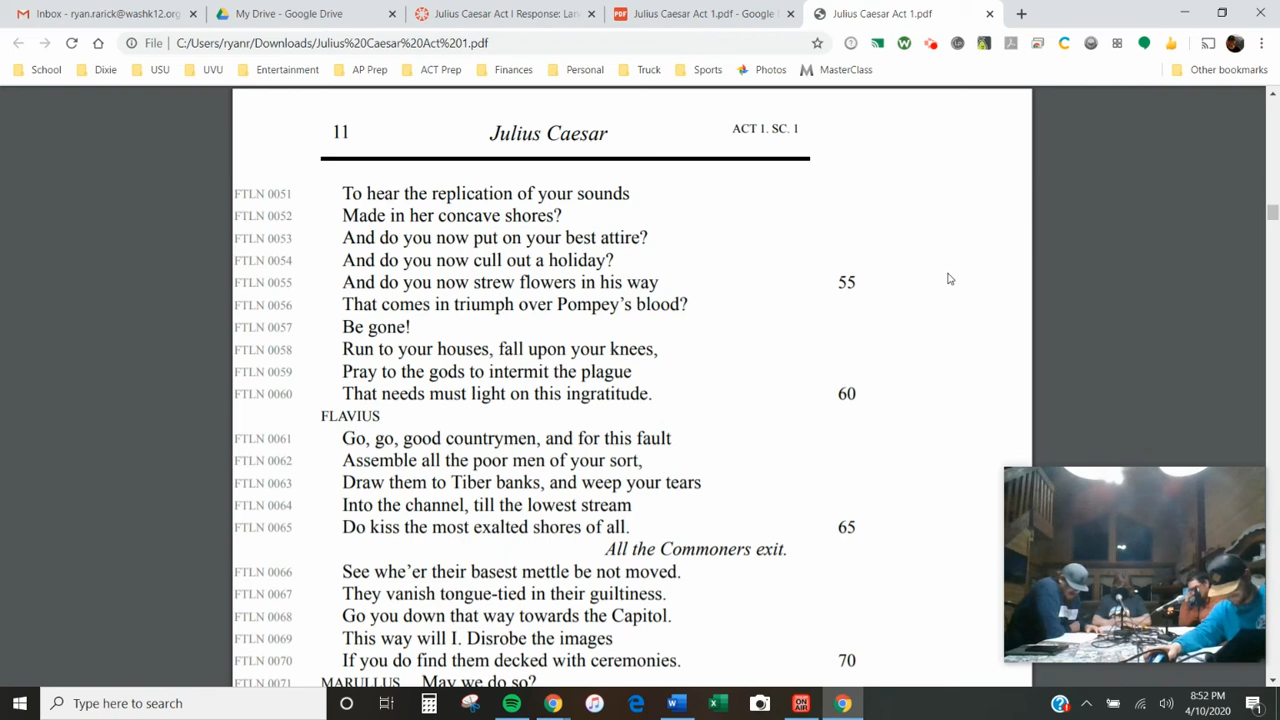 Inbox - ryan.rarick@washk12.org
My Drive - Google Drive
Julius Caesar Act I Response: Lan
Julius Caesar Act 1.pdf - Google
Julius Caesar Act 1.pdf
File C:/Users/ryanr/Downloads/Julius%20Caesar%20Act%201.pdf
School Dixie USU UVU Entertainment AP Prep ACT Prep Finances Personal Truck Sports Photos MasterClass Other bookmarks
11 Julius Caesar ACT 1. SC. 1
FTLN 0051 To hear the replication of your sounds
FTLN 0052 Made in her concave shores?
FTLN 0053 And do you now put on your best attire?
FTLN 0054 And do you now cull out a holiday?
FTLN 0055 And do you now strew flowers in his way 55
FTLN 0056 That comes in triumph over Pompey’s blood?
FTLN 0057 Be gone!
FTLN 0058 Run to your houses, fall upon your knees,
FTLN 0059 Pray to the gods to intermit the plague
FTLN 0060 That needs must light on this ingratitude. 60
FLAVIUS
FTLN 0061 Go, go, good countrymen, and for this fault
FTLN 0062 Assemble all the poor men of your sort,
FTLN 0063 Draw them to Tiber banks, and weep your tears
FTLN 0064 Into the channel, till the lowest stream
FTLN 0065 Do kiss the most exalted shores of all. 65
All the Commoners exit.
FTLN 0066 See whe’er their basest mettle be not moved.
FTLN 0067 They vanish tongue-tied in their guiltiness.
FTLN 0068 Go you down that way towards the Capitol.
FTLN 0069 This way will I. Disrobe the images
FTLN 0070 If you do find them decked with ceremonies. 70
FTLN 0071 MARULLUS May we do so?
Type here to search
ON AIR
8:52 PM
4/10/2020